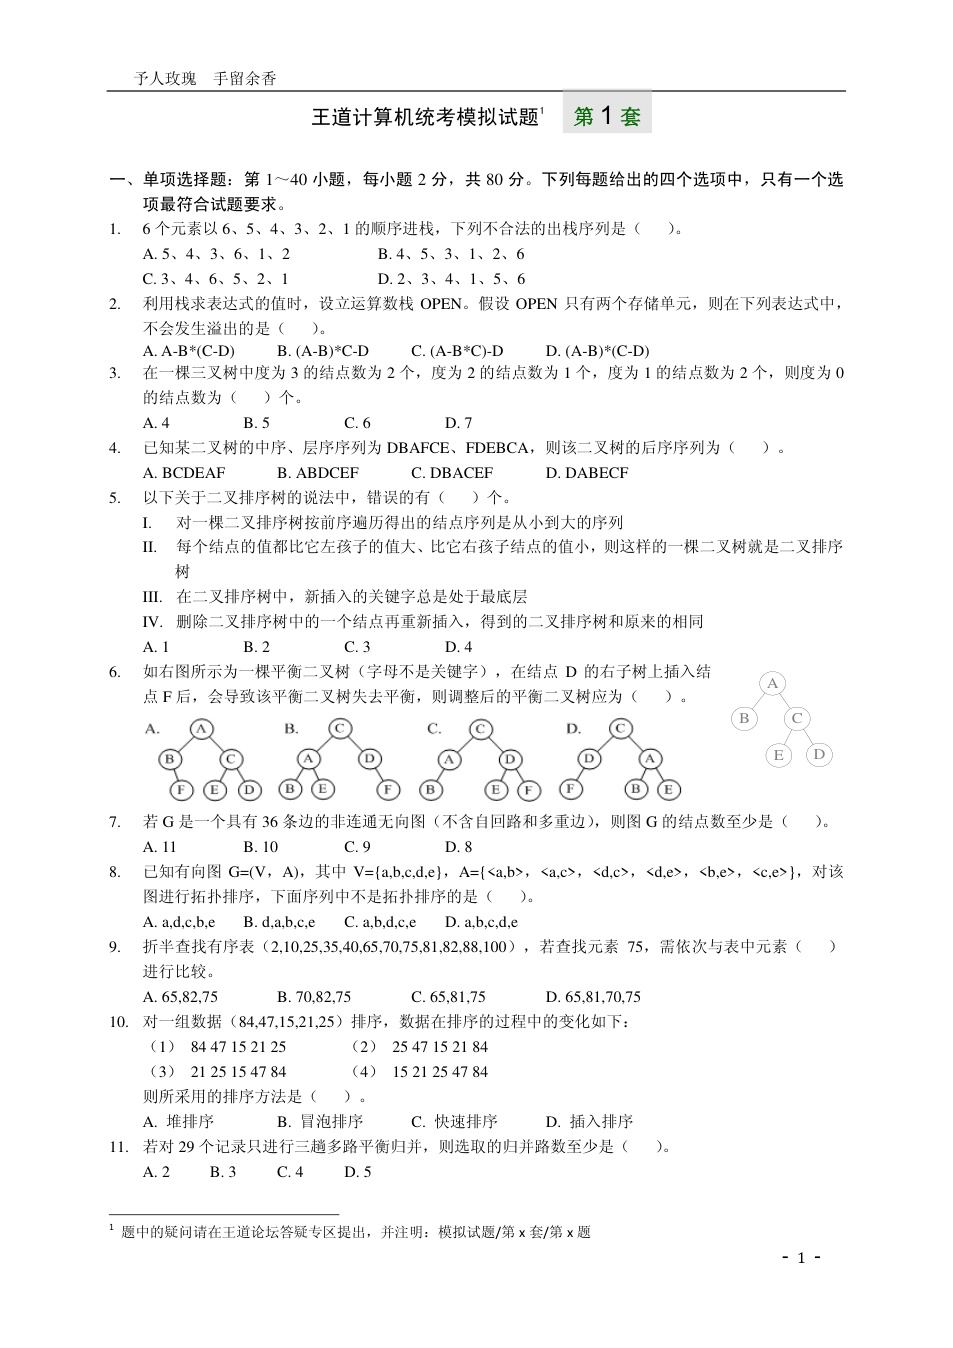 予人玫瑰 手留余香
王道计算机统考模拟试题1 第 1 套
一、单项选择题：第 1～40 小题，每小题 2 分，共 80 分。下列每题给出的四个选项中，只有一个选
项最符合试题要求。
1. 6 个元素以 6、5、4、3、2、1 的顺序进栈，下列不合法的出栈序列是（ ）。
A. 5、4、3、6、1、2 B. 4、5、3、1、2、6
C. 3、4、6、5、2、1 D. 2、3、4、1、5、6
2. 利用栈求表达式的值时，设立运算数栈 OPEN。假设 OPEN 只有两个存储单元，则在下列表达式中，
不会发生溢出的是（ ）。
A. A-B*(C-D) B. (A-B)*C-D C. (A-B*C)-D D. (A-B)*(C-D)
3. 在一棵三叉树中度为 3 的结点数为 2 个，度为 2 的结点数为 1 个，度为 1 的结点数为 2 个，则度为 0
的结点数为（ ）个。
A. 4 B. 5 C. 6 D. 7
4. 已知某二叉树的中序、层序序列为 DBAFCE、FDEBCA，则该二叉树的后序序列为（ ）。
A. BCDEAF B. ABDCEF C. DBACEF D. DABECF
5. 以下关于二叉排序树的说法中，错误的有（ ）个。
I. 对一棵二叉排序树按前序遍历得出的结点序列是从小到大的序列
II. 每个结点的值都比它左孩子的值大、比它右孩子结点的值小，则这样的一棵二叉树就是二叉排序
树
III. 在二叉排序树中，新插入的关键字总是处于最底层
IV. 删除二叉排序树中的一个结点再重新插入，得到的二叉排序树和原来的相同
A. 1 B. 2 C. 3 D. 4
6. 如右图所示为一棵平衡二叉树（字母不是关键字），在结点 D 的右子树上插入结
点 F 后，会导致该平衡二叉树失去平衡，则调整后的平衡二叉树应为（ ）。
A
B C
E D
A. A B. C C. C D. C
B C A D A D D A
F E D B E F B E F F B E
7. 若 G 是一个具有 36 条边的非连通无向图（不含自回路和多重边），则图 G 的结点数至少是（ ）。
A. 11 B. 10 C. 9 D. 8
8. 已知有向图 G=(V，A)，其中 V={a,b,c,d,e}，A={<a,b>，<a,c>，<d,c>，<d,e>，<b,e>，<c,e>}，对该
图进行拓扑排序，下面序列中不是拓扑排序的是（ ）。
A. a,d,c,b,e B. d,a,b,c,e C. a,b,d,c,e D. a,b,c,d,e
9. 折半查找有序表（2,10,25,35,40,65,70,75,81,82,88,100），若查找元素 75，需依次与表中元素（ ）
进行比较。
A. 65,82,75 B. 70,82,75 C. 65,81,75 D. 65,81,70,75
10. 对一组数据（84,47,15,21,25）排序，数据在排序的过程中的变化如下：
（1） 84 47 15 21 25 （2） 25 47 15 21 84
（3） 21 25 15 47 84 （4） 15 21 25 47 84
则所采用的排序方法是（ ）。
A. 堆排序 B. 冒泡排序 C. 快速排序 D. 插入排序
11. 若对 29 个记录只进行三趟多路平衡归并，则选取的归并路数至少是（ ）。
A. 2 B. 3 C. 4 D. 5
1 题中的疑问请在王道论坛答疑专区提出，并注明：模拟试题/第 x 套/第 x 题
- 1 -